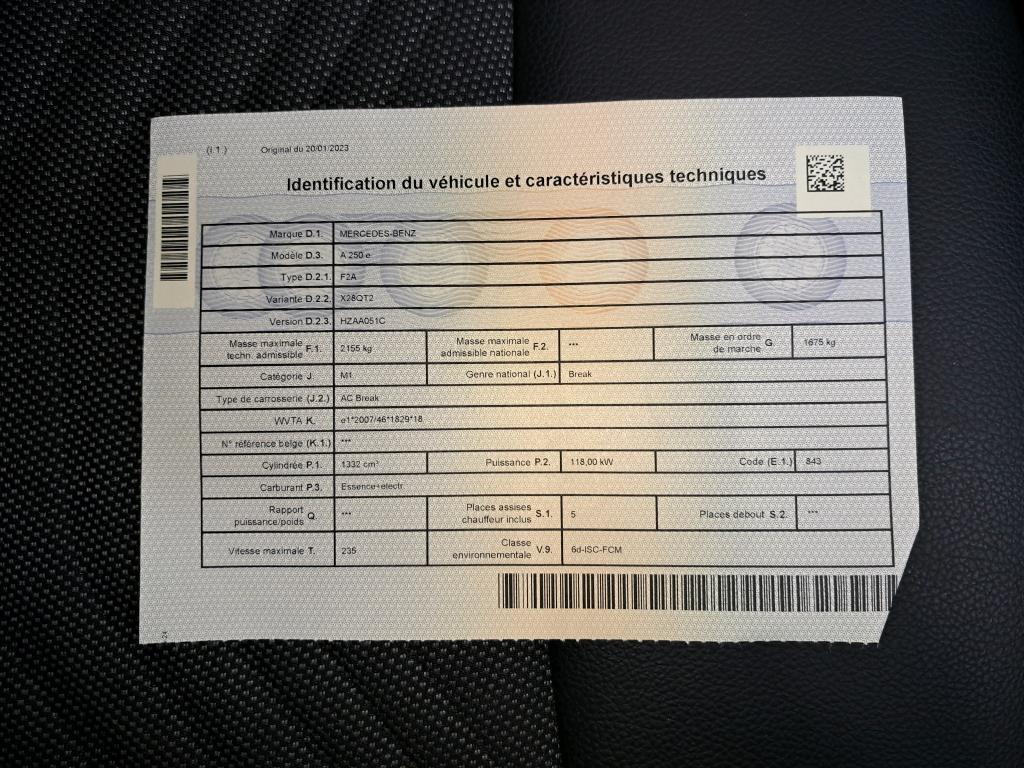 (I.1.) Original du 20/01/2023
Identification du véhicule et caractéristiques techniques
Marque D.1. MERCEDES-BENZ
Modèle D.3. A 250 e
Type D.2.1. F2A
Variante D.2.2. X28QT2
Version D.2.3. HZAA051C
Masse maximale techn. admissible F.1. 2155 kg Masse maximale admissible nationale F.2. *** Masse en ordre de marche G. 1675 kg
Catégorie J. M1 Genre national (J.1.) Break
Type de carrosserie (J.2.) AC Break
WVTA K. e1*2007/46*1829*18
N° référence belge (K.1.) ***
Cylindrée P.1. 1332 cm³ Puissance P.2. 118,00 kW Code (E.1.) 843
Carburant P.3. Essence+electr.
Rapport puissance/poids Q. *** Places assises chauffeur inclus S.1. 5 Places debout S.2. ***
Vitesse maximale T. 235 Classe environnementale V.9. 6d-ISC-FCM